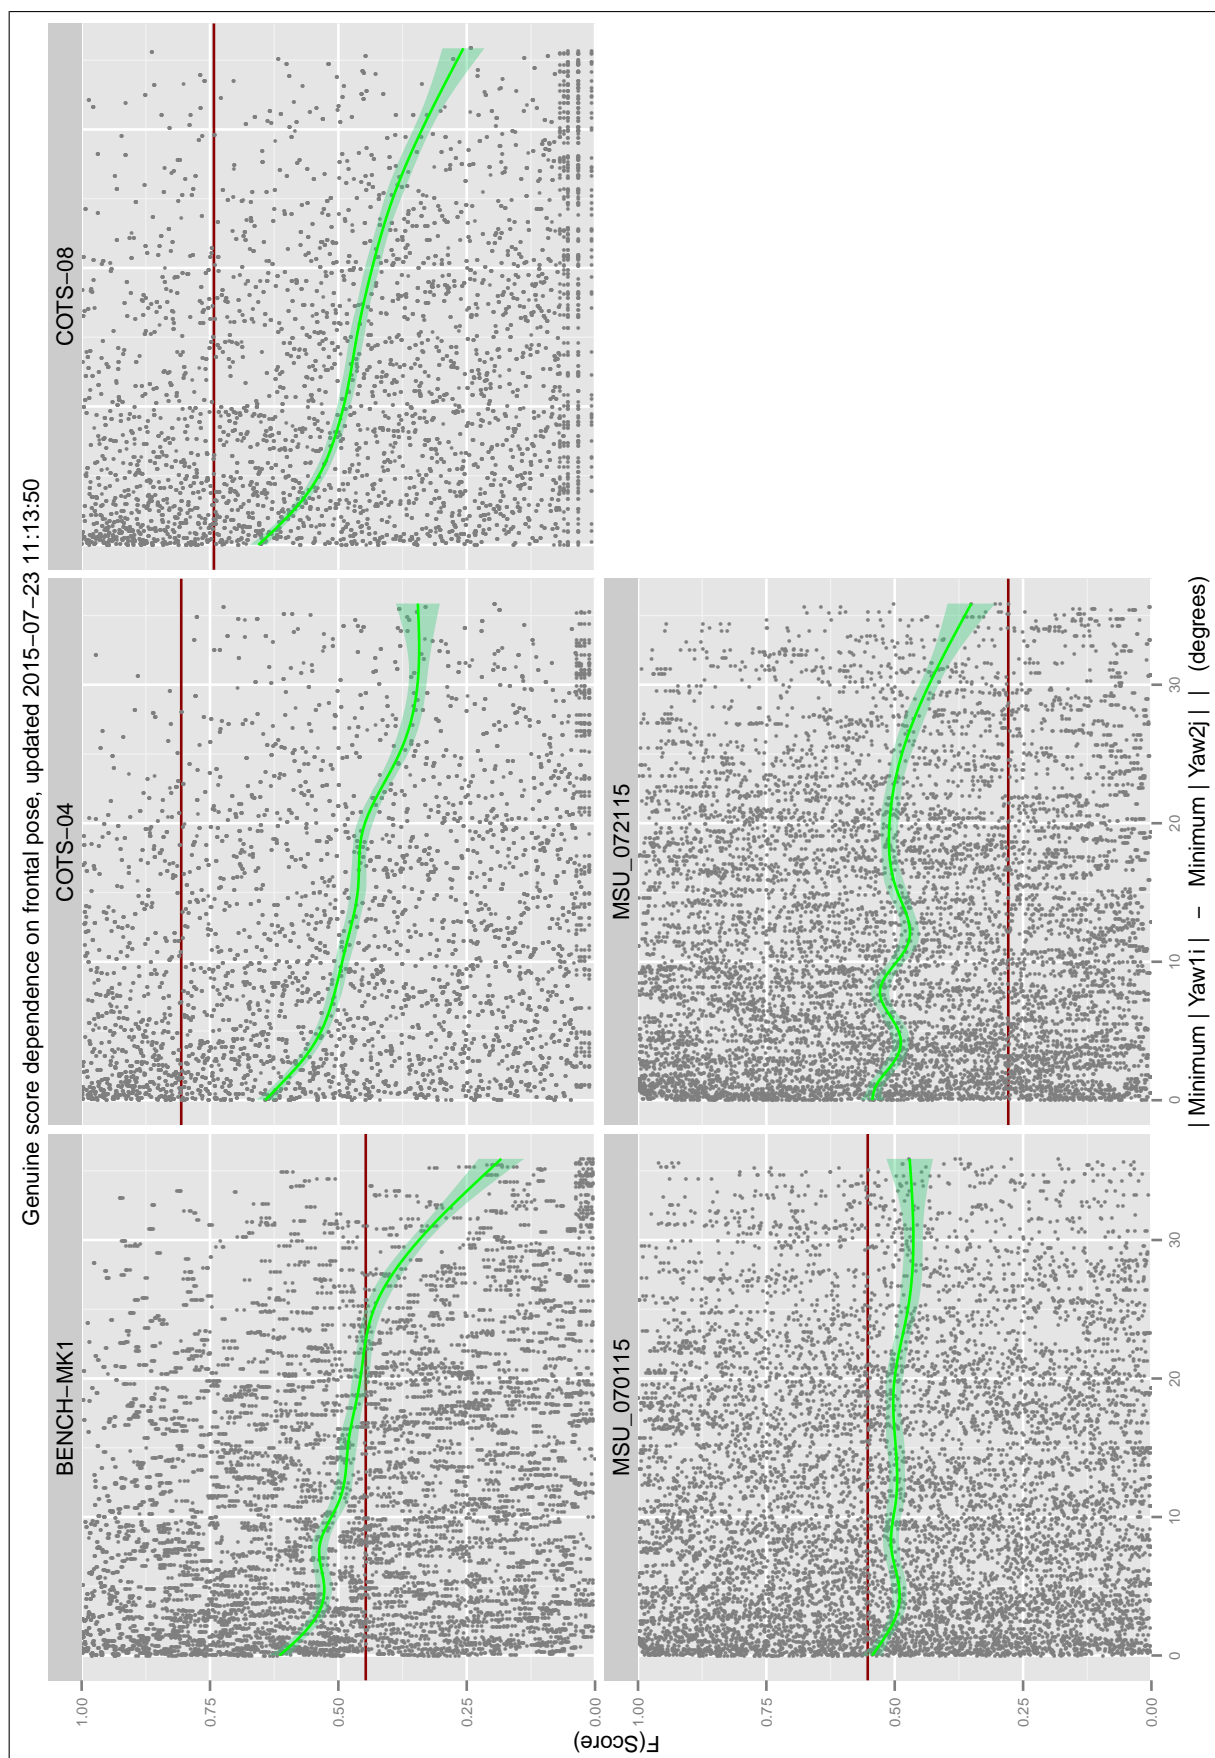 Genuine score dependence on frontal pose, updated 2015−07−23 11:13:50
BENCH−MK1
COTS−04
COTS−08
MSU_070115
MSU_072115
F(Score)
1.00
0.75
0.50
0.25
0.00
1.00
0.75
0.50
0.25
0.00
0
10
20
30
0
10
20
30
| Minimum | Yaw1i | − Minimum | Yaw2j | | (degrees)